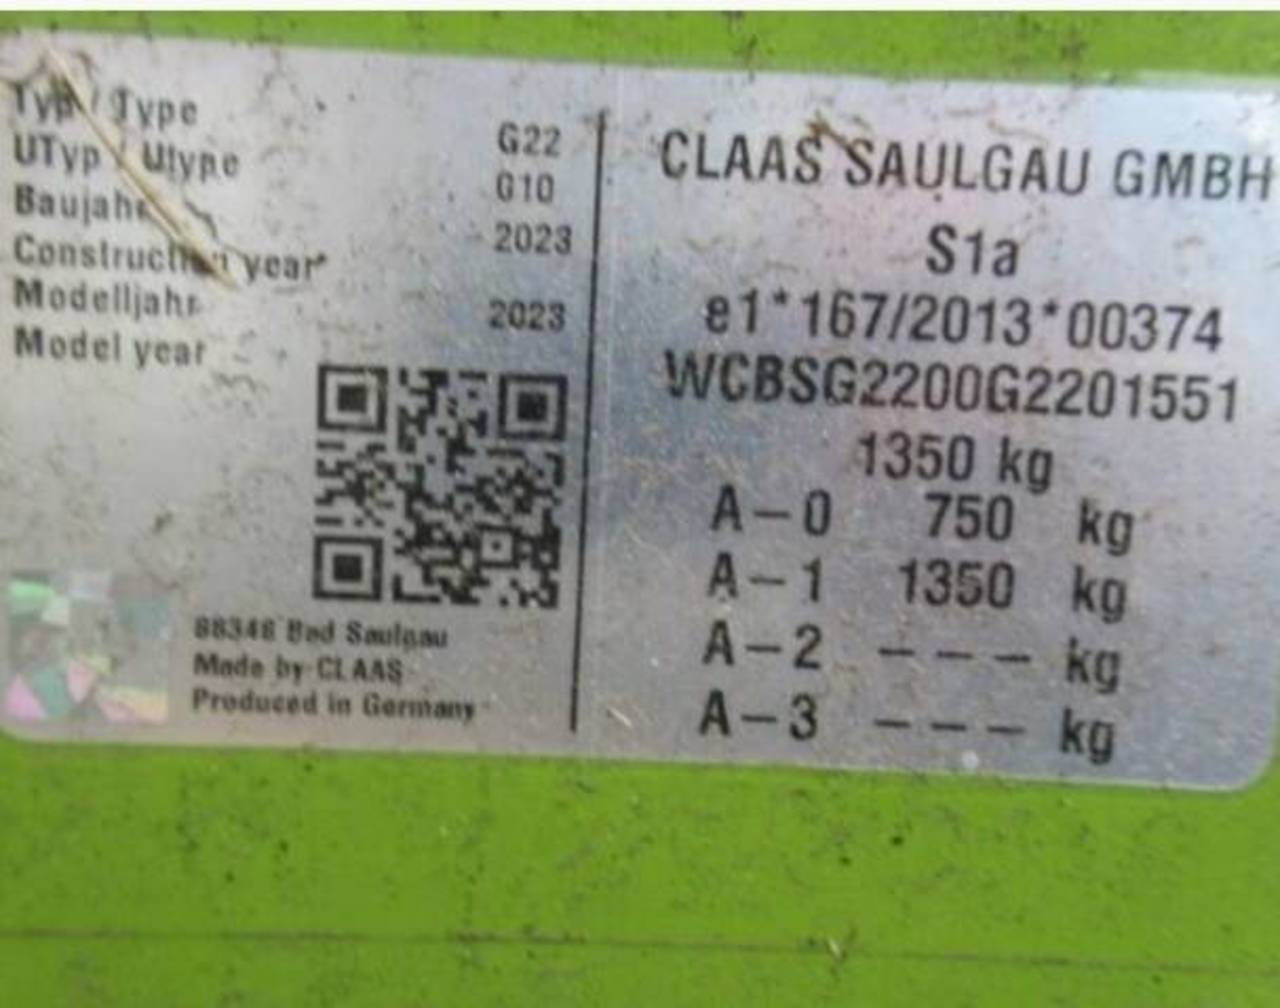 Typ / Type G22
UTyp / Utype G10
Baujahr 2023
Construction year*
Modelljahr 2023
Model year
88348 Bad Saulgau
Made by CLAAS
Produced in Germany
CLAAS SAULGAU GMBH
S1a
e1*167/2013*00374
WCBSG2200G2201551
1350 kg
A-0 750 kg
A-1 1350 kg
A-2 --- kg
A-3 --- kg